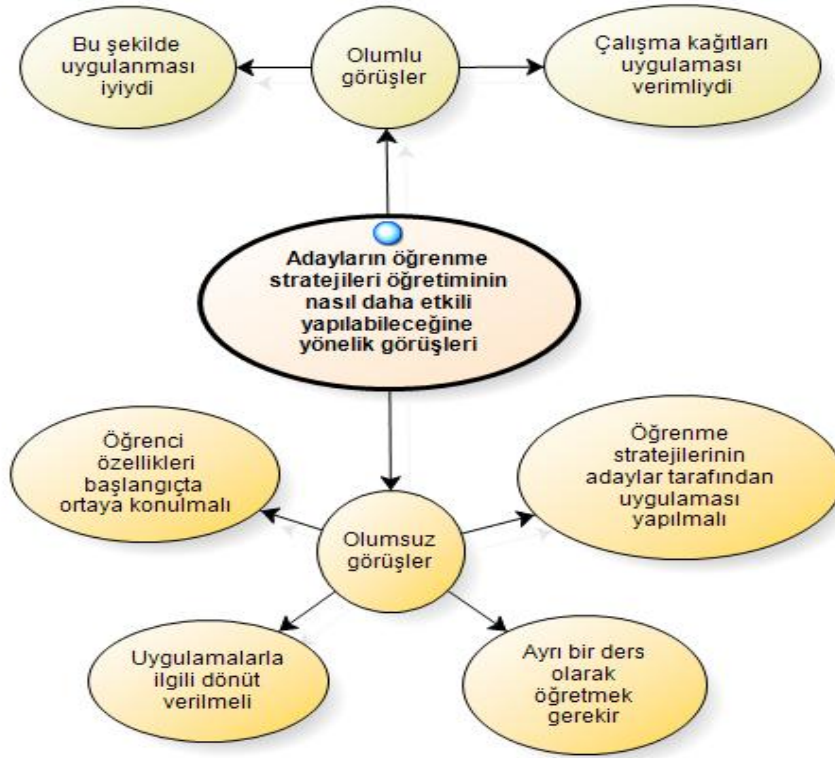 Bu şekilde
uygulanması
iyiydi
Olumlu
görüşler
Çalışma kağıtları
uygulaması
verimliydi
Adayların öğrenme
stratejileri öğretiminin
nasıl daha etkili
yapılabileceğine
yönelik görüşleri
Öğrenci
özellikleri
başlangıçta
ortaya konulmalı
Öğrenme
stratejilerinin
adaylar tarafından
uygulaması
yapılmalı
Olumsuz
görüşler
Uygulamalarla
ilgili dönüt
verilmeli
Ayrı bir ders
olarak
öğretmek
gerekir